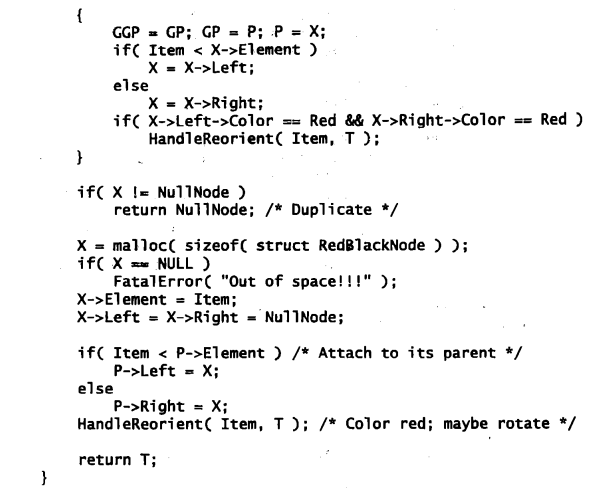 {
GGP = GP; GP = P; P = X;
if( Item < X->Element )
X = X->Left;
else
X = X->Right;
if( X->Left->Color == Red && X->Right->Color == Red )
HandleReorient( Item, T );
}
if( X != NullNode )
return NullNode; /* Duplicate */
X = malloc( sizeof( struct RedBlackNode ) );
if( X == NULL )
FatalError( "Out of space!!!" );
X->Element = Item;
X->Left = X->Right = NullNode;
if( Item < P->Element ) /* Attach to its parent */
P->Left = X;
else
P->Right = X;
HandleReorient( Item, T ); /* Color red; maybe rotate */
return T;
}